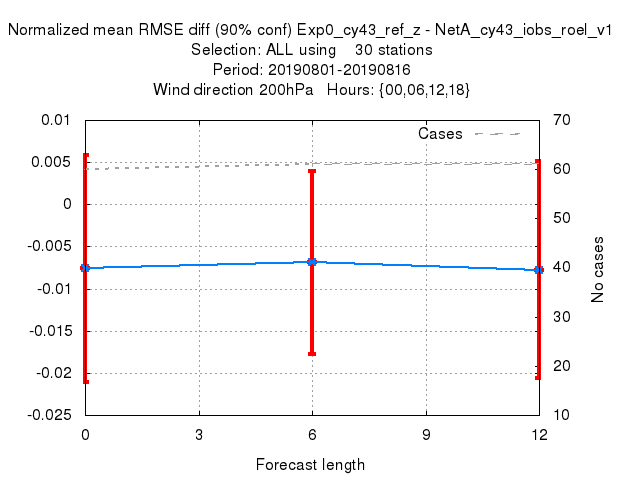 Normalized mean RMSE diff (90% conf) Exp0_cy43_ref_z - NetA_cy43_iobs_roel_v1
Selection: ALL using    30 stations
Period: 20190801-20190816
Wind direction 200hPa   Hours: {00,06,12,18}
Cases
0.01
0.005
0
-0.005
-0.01
-0.015
-0.02
-0.025
70
60
50
40
30
20
10
No cases
0 3 6 9 12
Forecast length